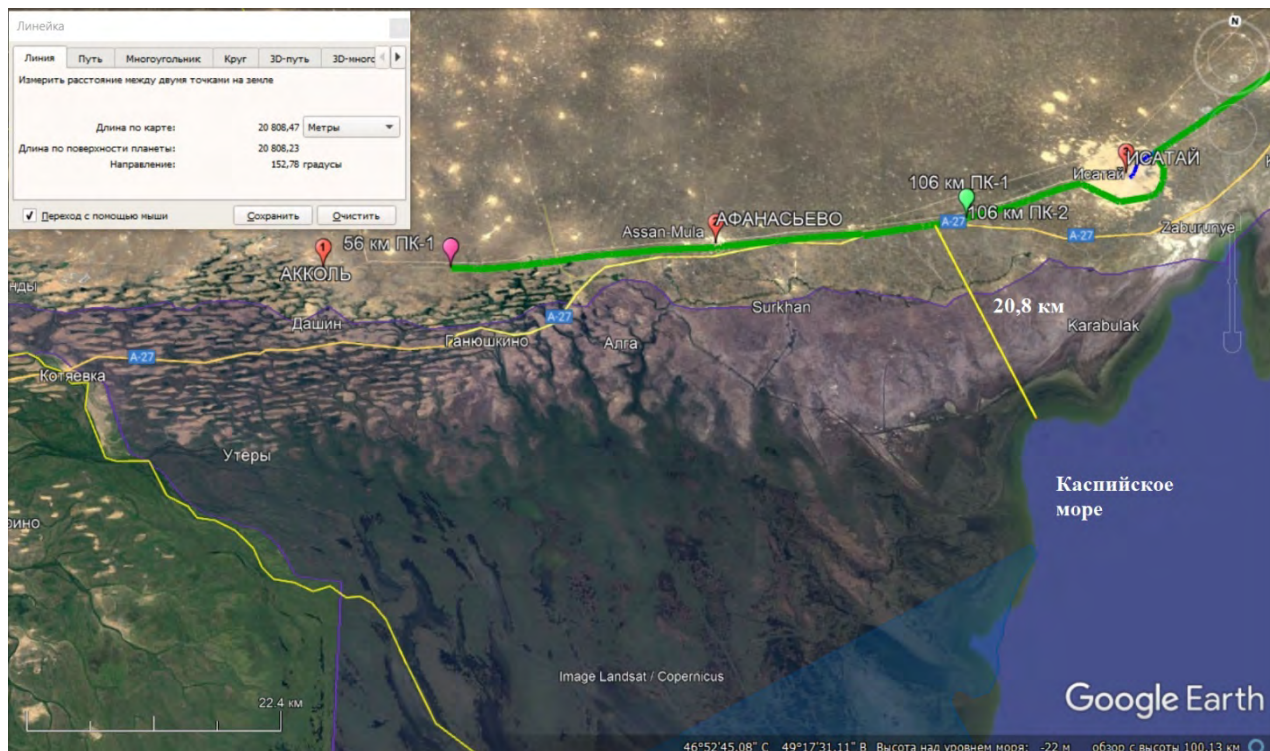 Линейка
Линия Путь Многоугольник Круг 3D-путь 3D-многс
Измерить расстояние между двумя точками на земле
Длина по карте: 20 808,47 Метры
Длина по поверхности планеты: 20 808,23
Направление: 152,78 градусы
Переход с помощью мыши Сохранить Очистить
N
ИСАТАЙ
Исатай
106 км ПК-1
АФАНАСЬЕВО
106 км ПК-2
A-27
Assan-Mula
Zaburunye
A-27
1
56 км ПК-1
АККОЛЬ
нды
20,8 км
Surkhan
Karabulak
Дашин
A-27
Ганюшкино
Алга
A-27
Котяевка
Утеры
Каспийское
море
рино
Image Landsat / Copernicus
22,4 км
Google Earth
46°52'45.08" С 49°17'31.11" В Высота над уровнем моря: -22 м обзор с высоты 100.13 км